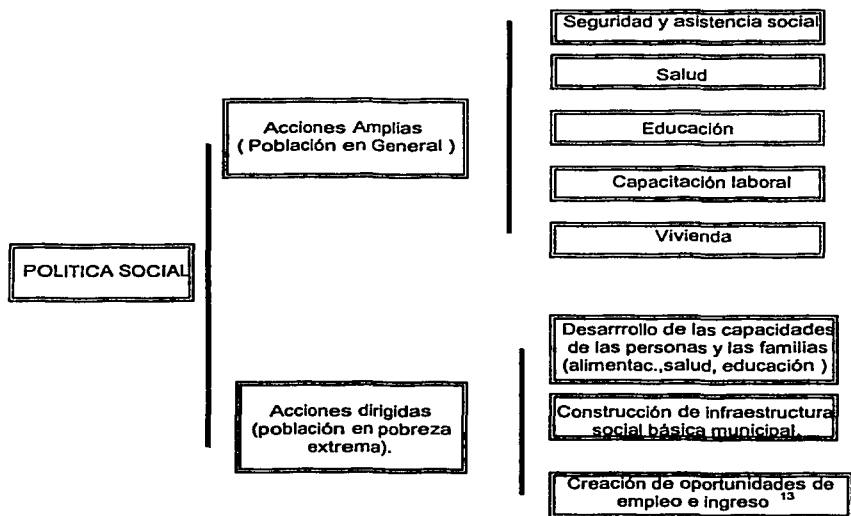 Seguridad y asistencia social
Salud
Acciones Amplias
( Población en General )
Educación
Capacitación laboral
Vivienda
POLITICA SOCIAL
Desarrrollo de las capacidades
de las personas y las familias
(alimentac.,salud, educación )
Acciones dirigidas
(población en pobreza
extrema).
Construcción de infraestructura
social básica municipal.
Creación de oportunidades de
empleo e ingreso 13